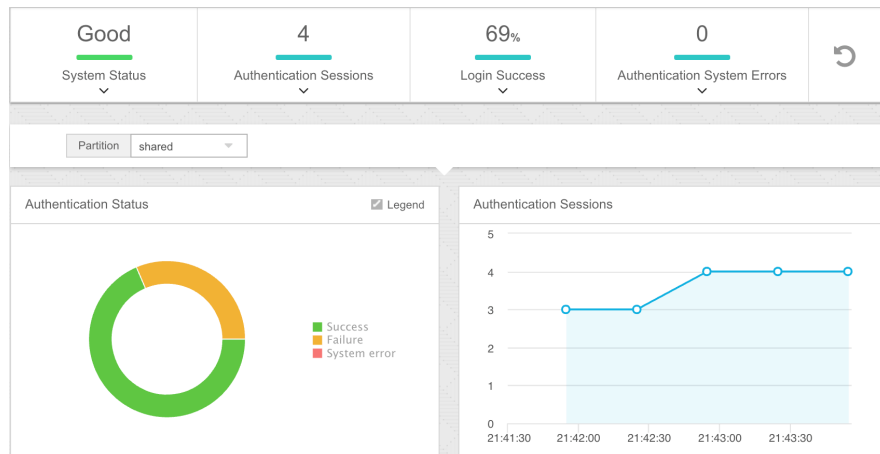 Good
System Status
4
Authentication Sessions
69%
Login Success
0
Authentication System Errors
Partition shared
Authentication Status
Legend
Success
Failure
System error
Authentication Sessions
5
4
3
2
1
0
21:41:30 21:42:00 21:42:30 21:43:00 21:43:30